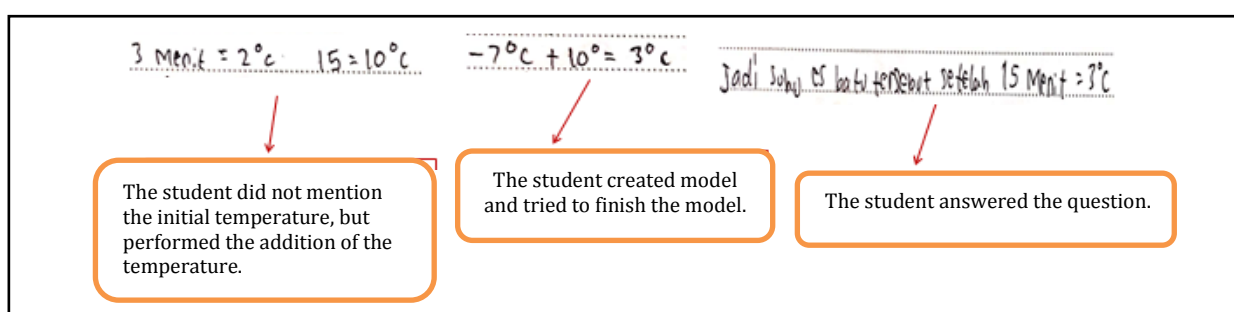 3 Menit = 2°c 15 = 10°c
-7°C + 10° = 3°c
Jadi suhu es batu tersebut setelah 15 Menit = 3°C
The student did not mention
the initial temperature, but
performed the addition of the
temperature.
The student created model
and tried to finish the model.
The student answered the question.